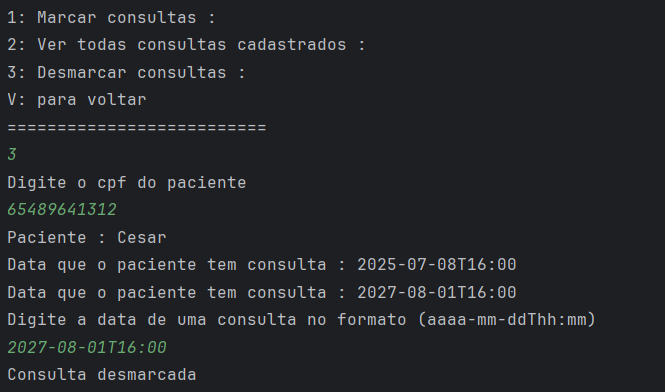 1: Marcar consultas :
2: Ver todas consultas cadastrados :
3: Desmarcar consultas :
V: para voltar
==========================
3
Digite o cpf do paciente
65489641312
Paciente : Cesar
Data que o paciente tem consulta : 2025-07-08T16:00
Data que o paciente tem consulta : 2027-08-01T16:00
Digite a data de uma consulta no formato (aaaa-mm-ddThh:mm)
2027-08-01T16:00
Consulta desmarcada